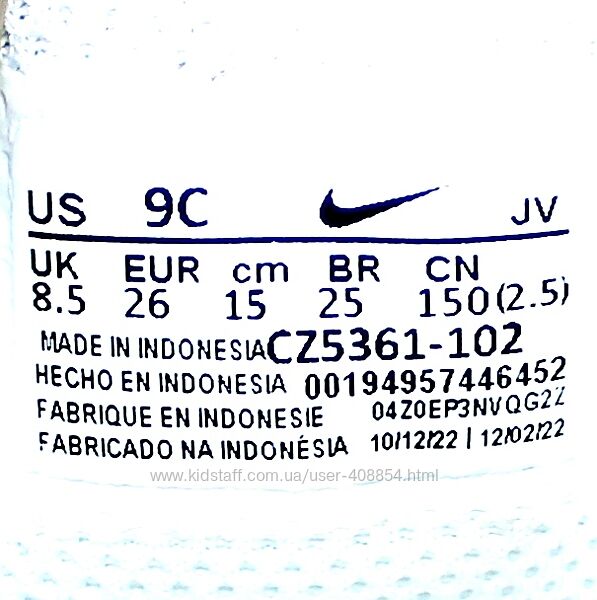 US 9C JV
UK EUR cm BR CN
8.5 26 15 25 150(2.5)
MADE IN INDONESIA CZ5361-102
HECHO EN INDONESIA 00194957446452
FABRIQUE EN INDONESIE 04Z0EP3NVQG2Z
FABRICADO NA INDONÉSIA 10/12/22 | 12/02/22
www.kidstaff.com.ua/user-408854.html